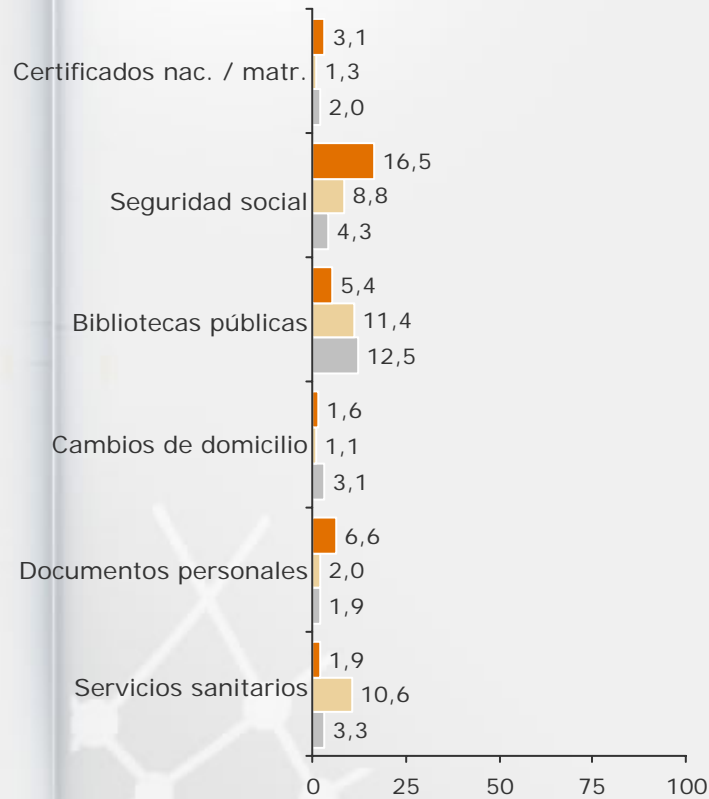 3,1
Certificados nac. / matr.
1,3
2,0
16,5
Seguridad social
8,8
4,3
5,4
Bibliotecas públicas
11,4
12,5
1,6
Cambios de domicilio
1,1
3,1
6,6
Documentos personales
2,0
1,9
1,9
Servicios sanitarios
10,6
3,3
0 25 50 75 100